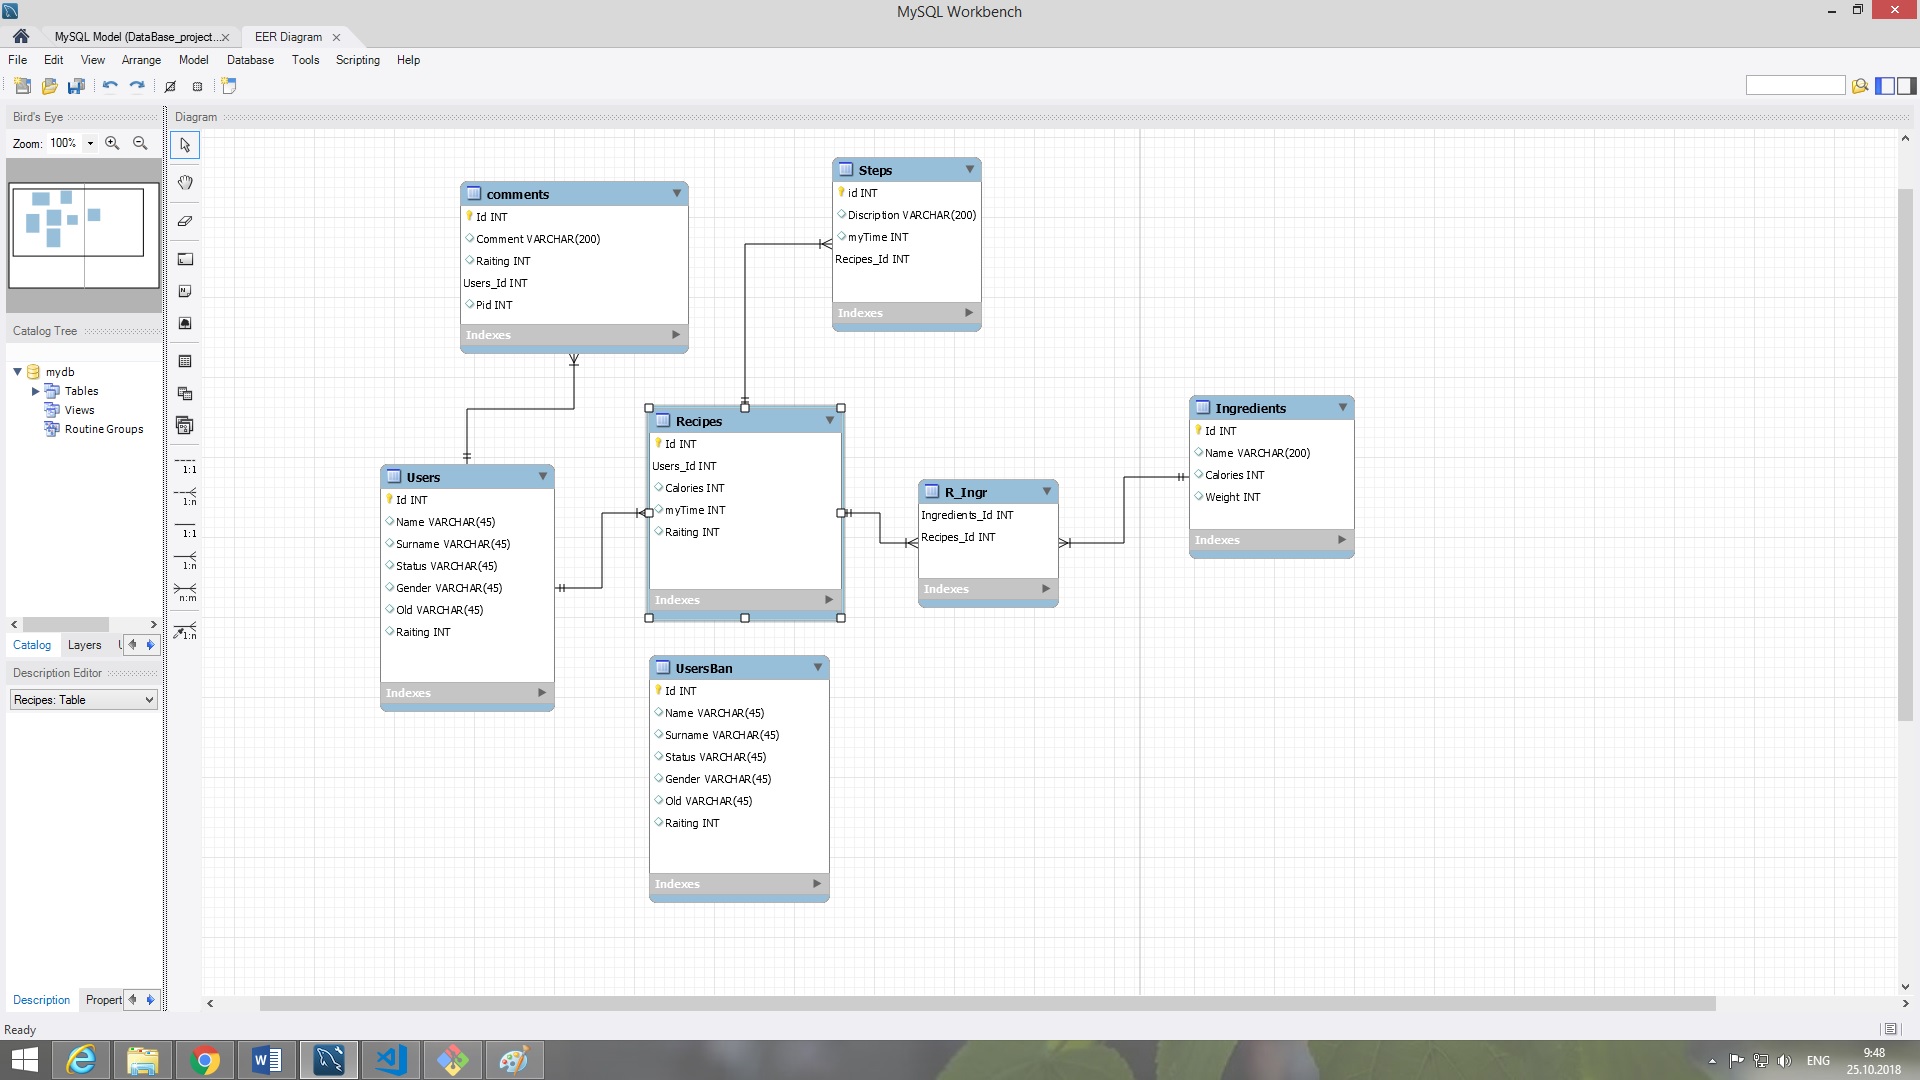 MySQL Workbench
MySQL Model (DataBase_project...
EER Diagram
File Edit View Arrange Model Database Tools Scripting Help
Bird's Eye
Diagram
Zoom: 100%
Catalog Tree
mydb
Tables
Views
Routine Groups
Catalog Layers
Description Editor
Recipes: Table
Description Propert
1:1
1:n
1:1
1:n
n:m
1:n
comments
Id INT
Comment VARCHAR(200)
Raiting INT
Users_Id INT
Pid INT
Indexes
Steps
id INT
Discription VARCHAR(200)
myTime INT
Recipes_Id INT
Indexes
Users
Id INT
Name VARCHAR(45)
Surname VARCHAR(45)
Status VARCHAR(45)
Gender VARCHAR(45)
Old VARCHAR(45)
Raiting INT
Indexes
Recipes
Id INT
Users_Id INT
Calories INT
myTime INT
Raiting INT
Indexes
R_Ingr
Ingredients_Id INT
Recipes_Id INT
Indexes
Ingredients
Id INT
Name VARCHAR(200)
Calories INT
Weight INT
Indexes
UsersBan
Id INT
Name VARCHAR(45)
Surname VARCHAR(45)
Status VARCHAR(45)
Gender VARCHAR(45)
Old VARCHAR(45)
Raiting INT
Indexes
Ready
ENG
9:48
25.10.2018